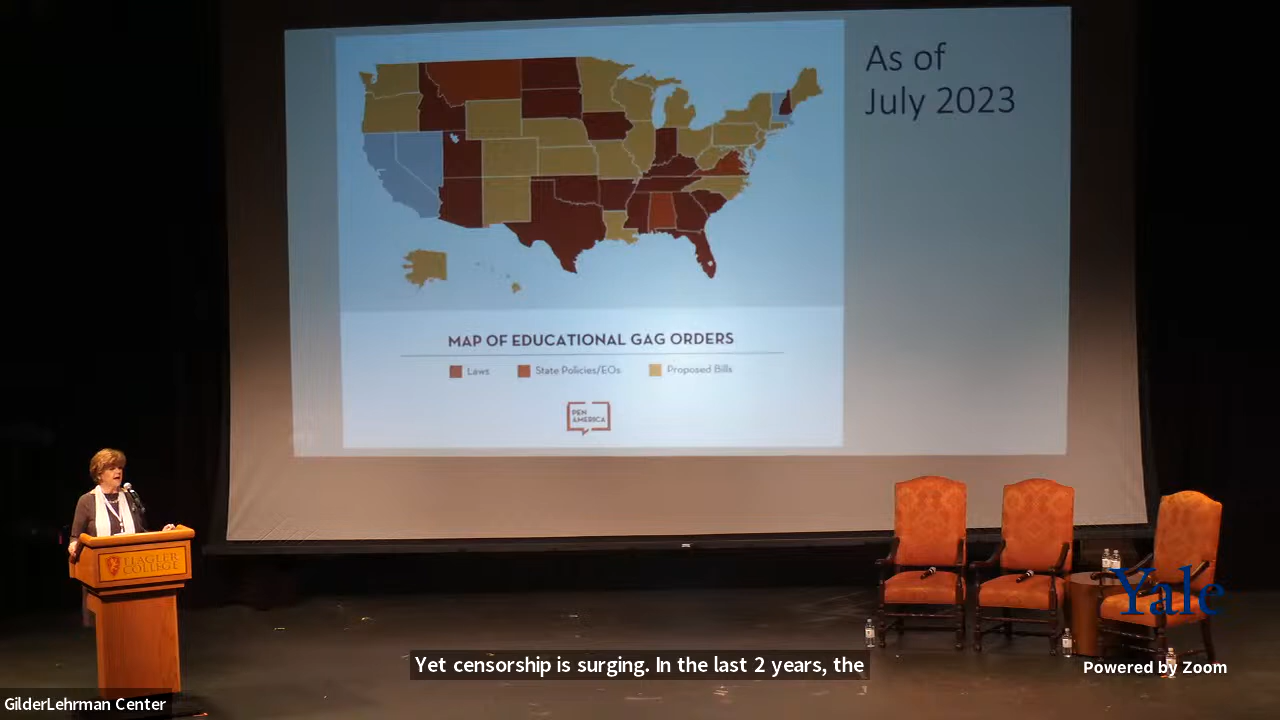 As of
July 2023
MAP OF EDUCATIONAL GAG ORDERS
Laws
State Policies/EOs
Proposed Bills
PEN
AMERICA
FLAGLER
COLLEGE
Yale
Yet censorship is surging. In the last 2 years, the
Powered by Zoom
GilderLehrman Center